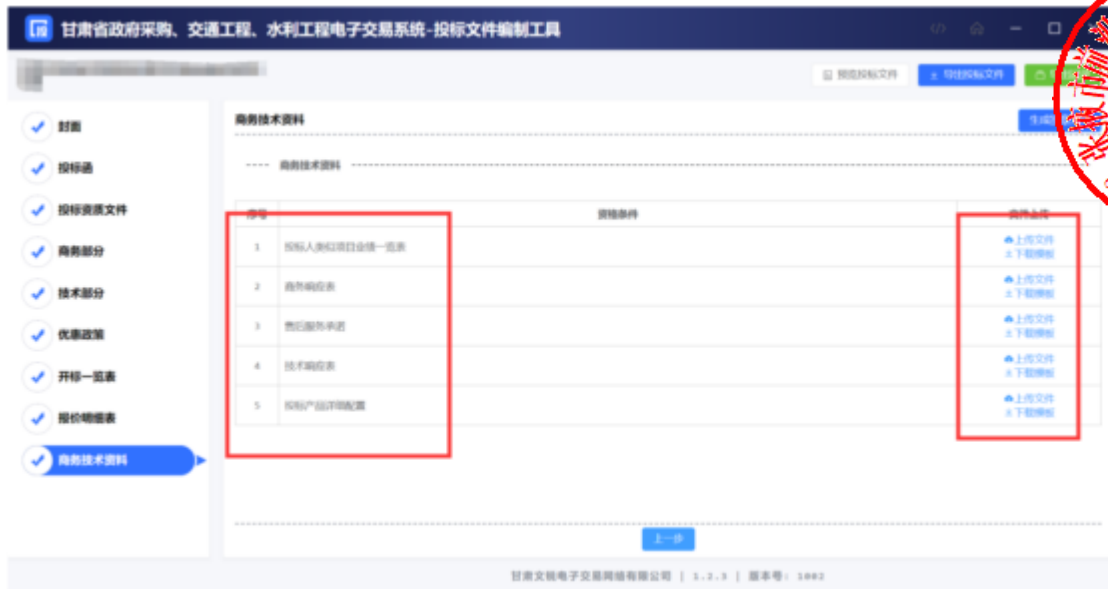 甘肃省政府采购、交通工程、水利工程电子交易系统-投标文件编制工具
预览投标文件
导出投标文件
封面
投标函
投标资质文件
商务部分
技术部分
优惠政策
开标一览表
报价明细表
商务技术资料
商务技术资料
生成
商务技术资料
序号 资格条件 文件上传
1 投标人类似项目业绩一览表 上传文件
下载模板
2 商务响应表 上传文件
下载模板
3 售后服务承诺 上传文件
下载模板
4 技术响应表 上传文件
下载模板
5 投标产品详细配置 上传文件
下载模板
上一步
甘肃文锐电子交易网络有限公司 | 1.2.3 | 版本号: 1002